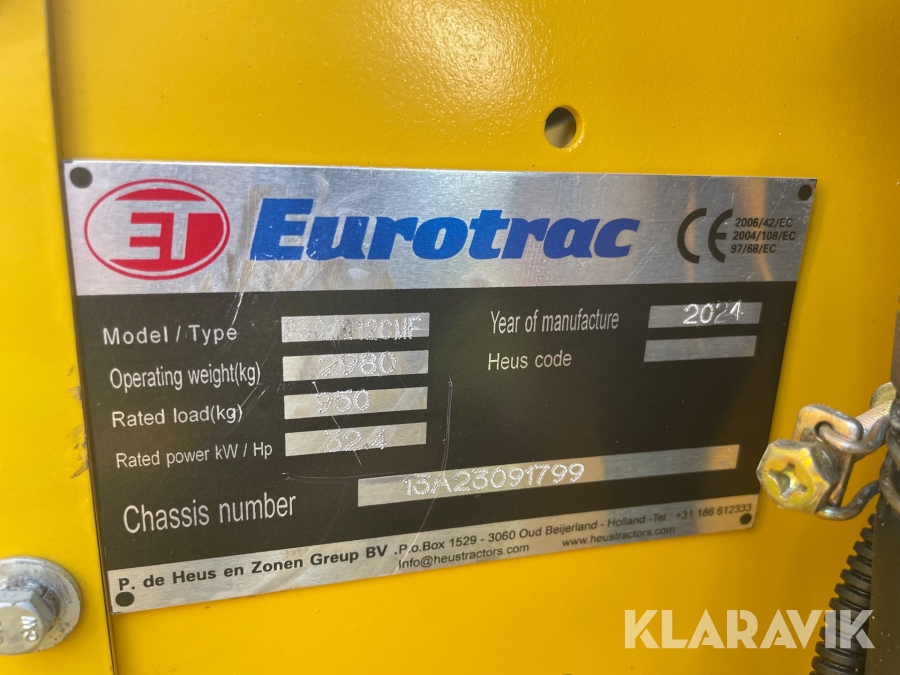 ET Eurotrac
CE 2006/42/EC
2004/108/EC
97/68/EC
Model / Type
Year of manufacture 2024
Operating weight(kg) 2980
Heus code
Rated load(kg) 950
Rated power kW / Hp 32.4
Chassis number 13A23091799
P. de Heus en Zonen Greup BV .P.o.Box 1529 - 3060 Oud Beijerland - Holland -Tel : +31 186 612333
Info@heustractors.com www.heustractors.com
KLARAVIK